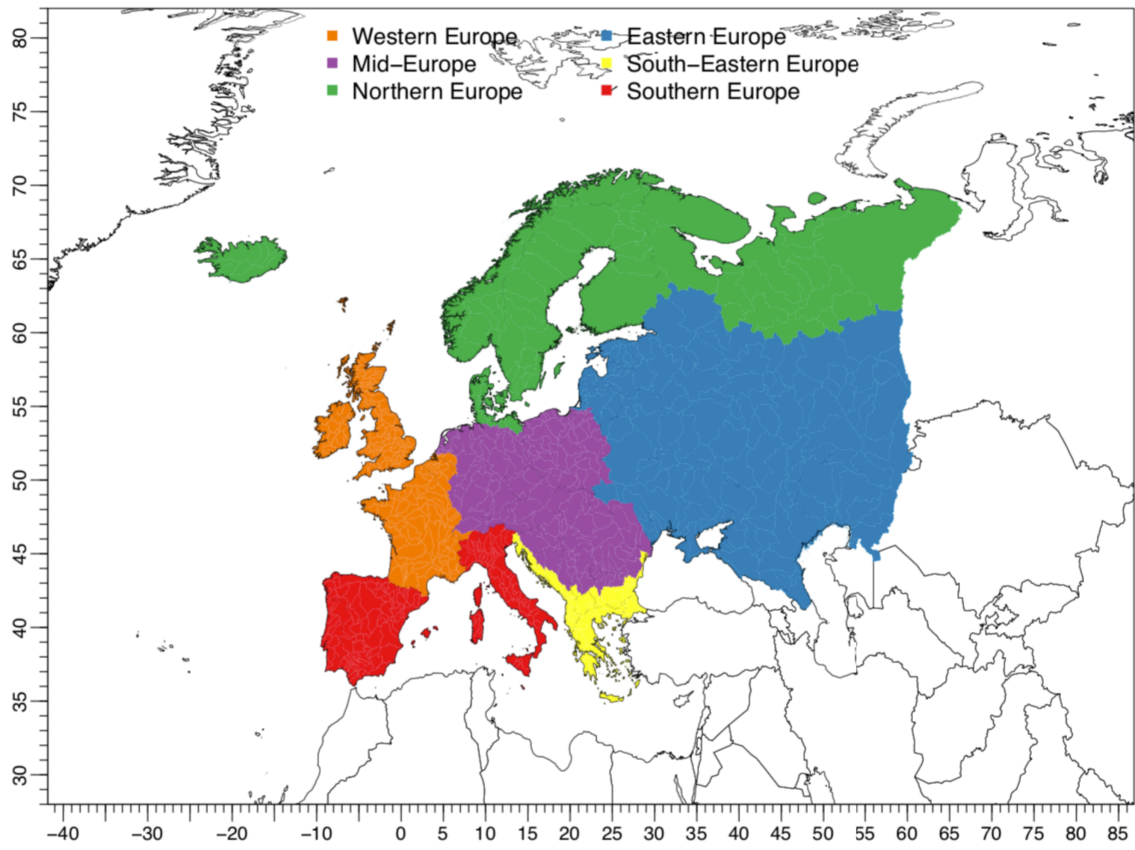 Western Europe Eastern Europe
Mid−Europe South−Eastern Europe
Northern Europe Southern Europe
80
75
70
65
60
55
50
45
40
35
30
−40 −30 −20 −10 0 5 10 15 20 25 30 35 40 45 50 55 60 65 70 75 80 85